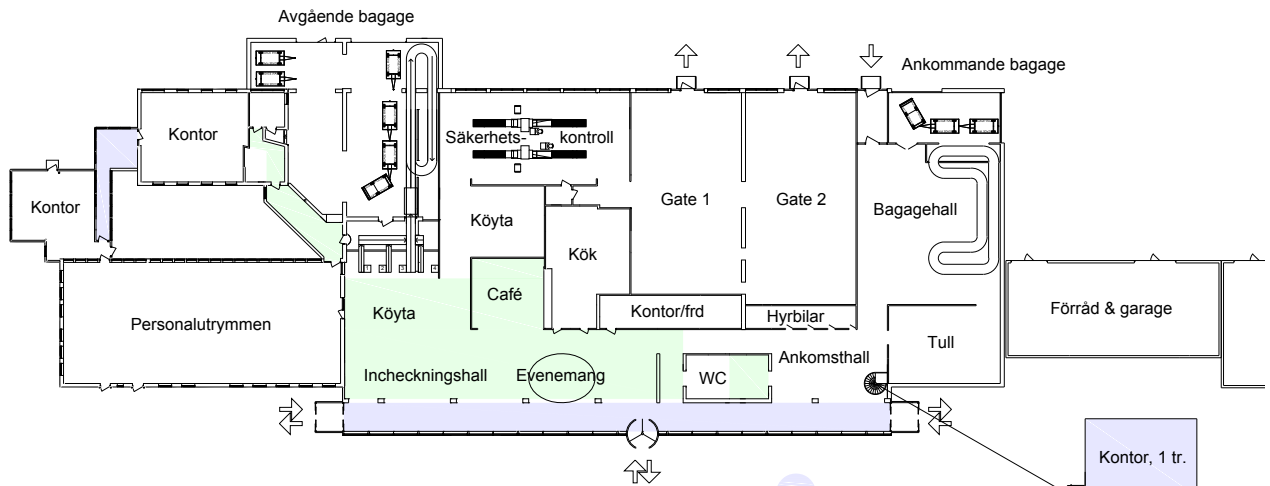 Avgående bagage
Ankommande bagage
Kontor
Säkerhets- kontroll
Kontor
Köyta
Gate 1
Gate 2
Bagagehall
Kök
Café
Kontor/frd
Hyrbilar
Förråd & garage
Personalutrymmen
Köyta
Tull
Ankomsthall
Incheckningshall
Evenemang
WC
Kontor, 1 tr.